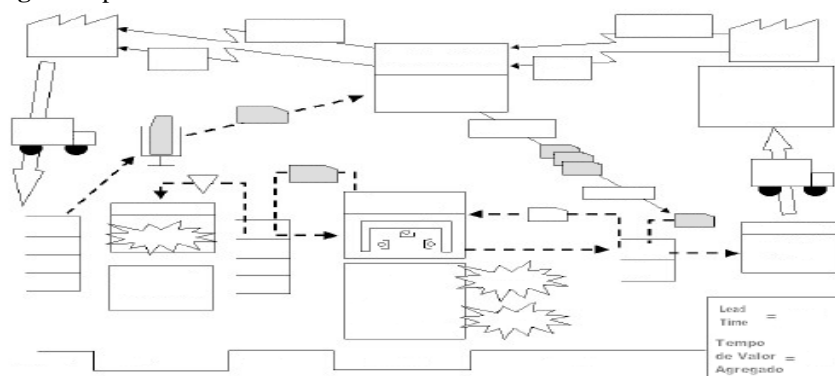 Lead
Time =
Tempo
de Valor =
Agregado